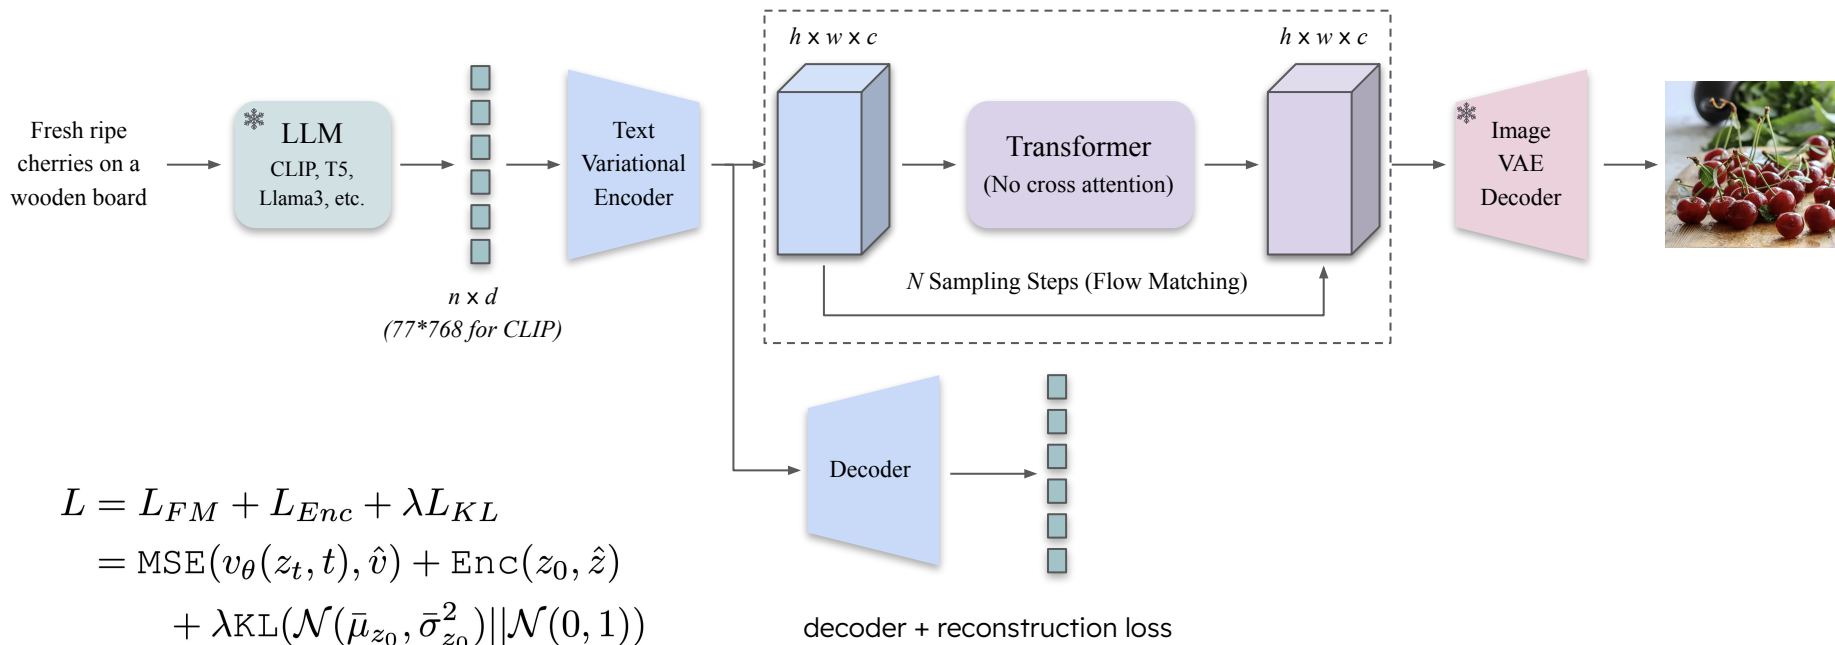 Fresh ripe
cherries on a
wooden board
LLM
CLIP, T5,
Llama3, etc.
n x d
(77*768 for CLIP)
Text
Variational
Encoder
h x w x c
Transformer
(No cross attention)
h x w x c
N Sampling Steps (Flow Matching)
Image
VAE
Decoder
Decoder
decoder + reconstruction loss
L = L_{FM} + L_{Enc} + λL_{KL}
= MSE(v_θ(z_t, t), v̂) + Enc(z_0, ẑ)
+ λKL(𝒩(μ̄_{z_0}, σ̄²_{z_0})||𝒩(0, 1))